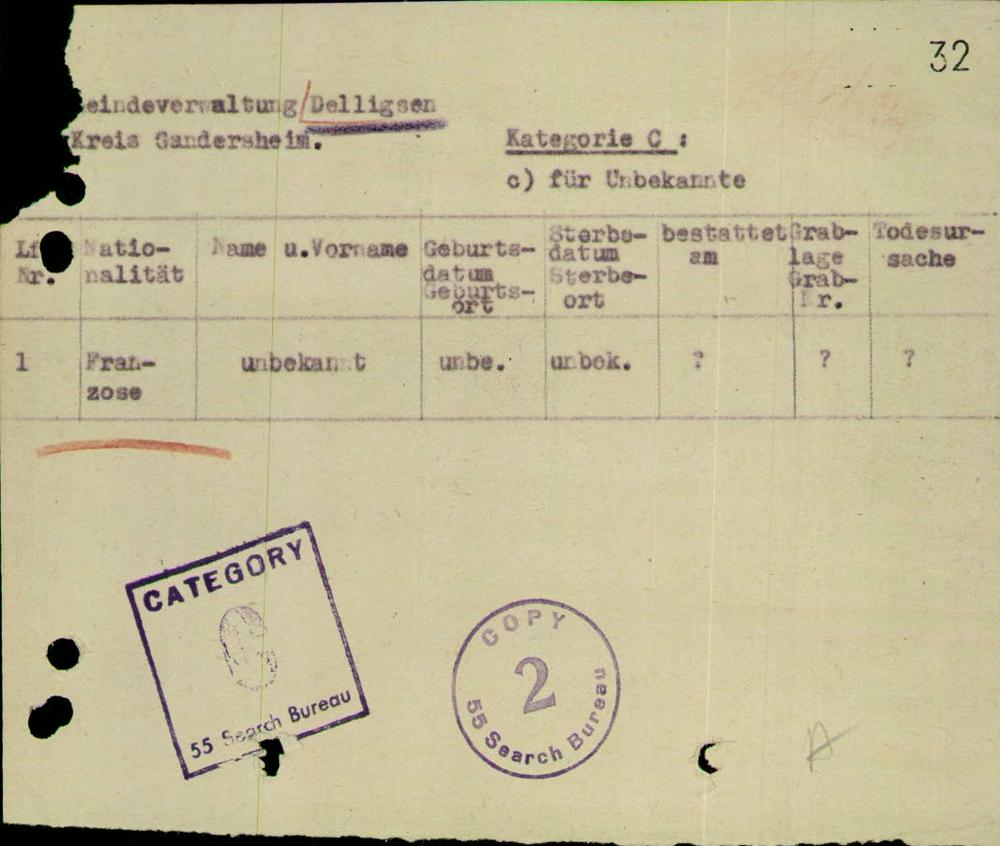 32
eindeverwaltung/Delligsen
Kreis Gandersheim.
Kategorie C :
c) für Unbekannte
Lf
Nr.
Natio-
nalität
Name u.Vorname
Geburts-
datum
Geburts-
ort
Sterbe-
datum
Sterbe-
ort
bestattet
am
Grab-
lage
Grab-
Nr.
Todesur-
sache
1
Fran-
zose
unbekannt
unbe.
unbek.
?
?
?
CATEGORY
55 Search Bureau
COPY
2
55 Search Bureau
A